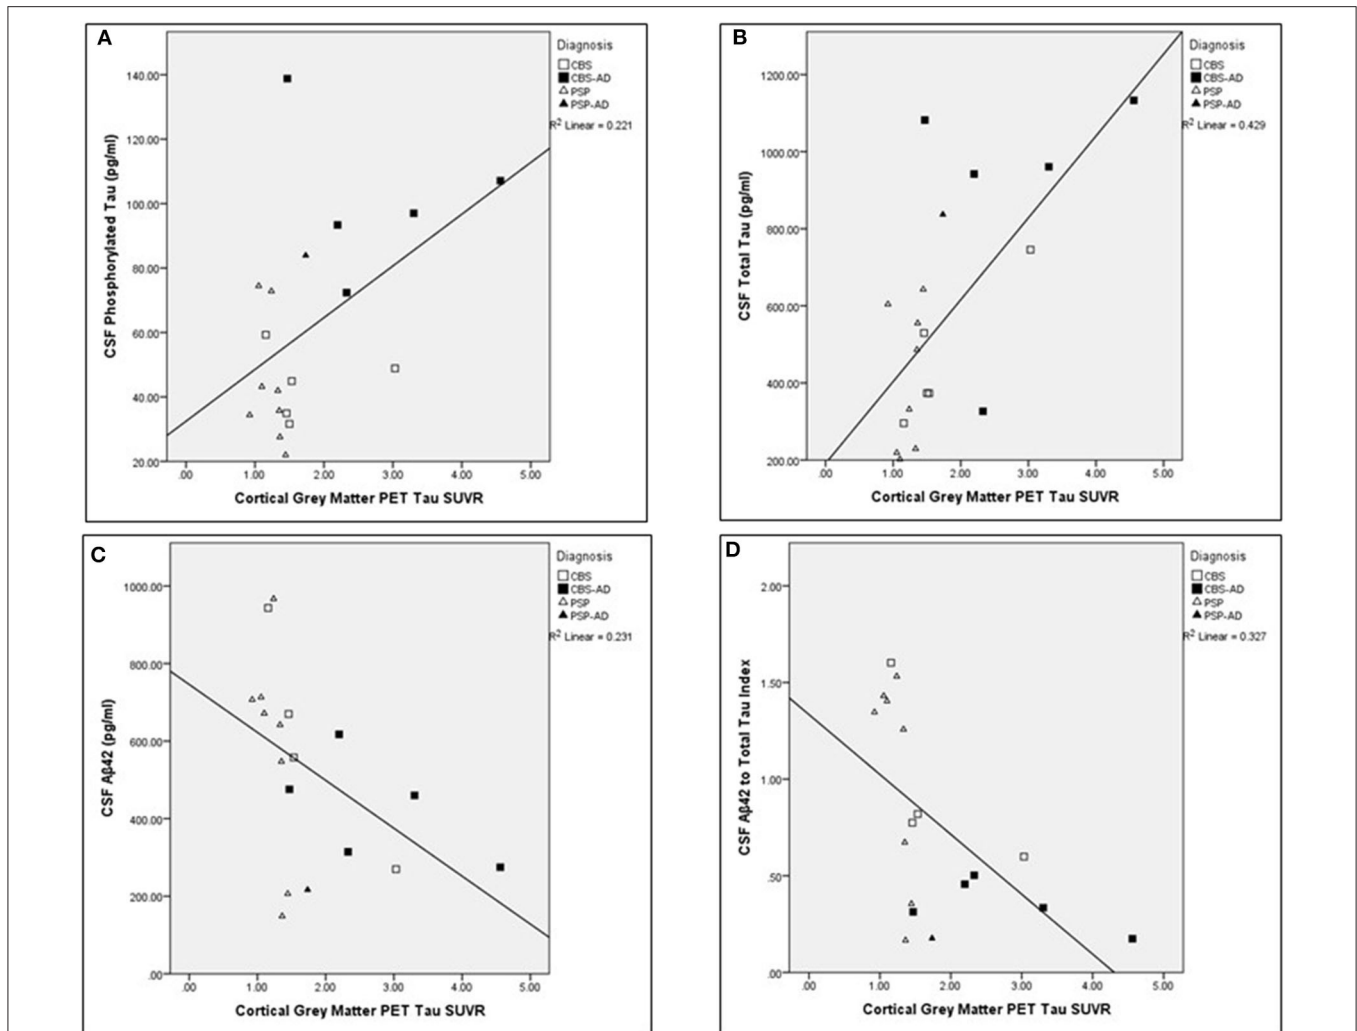 A
Diagnosis
CBS
CBS-AD
PSP
PSP-AD
R² Linear = 0.221
140.00
120.00
100.00
80.00
60.00
40.00
20.00
CSF Phosphorylated Tau (pg/ml)
.00 1.00 2.00 3.00 4.00 5.00
Cortical Grey Matter PET Tau SUVR
B
Diagnosis
CBS
CBS-AD
PSP
PSP-AD
R² Linear = 0.429
1200.00
1000.00
800.00
600.00
400.00
200.00
CSF Total Tau (pg/ml)
.00 1.00 2.00 3.00 4.00 5.00
Cortical Grey Matter PET Tau SUVR
C
Diagnosis
CBS
CBS-AD
PSP
PSP-AD
R² Linear = 0.231
1000.00
800.00
600.00
400.00
200.00
.00
CSF Aβ42 (pg/ml)
.00 1.00 2.00 3.00 4.00 5.00
Cortical Grey Matter PET Tau SUVR
D
Diagnosis
CBS
CBS-AD
PSP
PSP-AD
R² Linear = 0.327
2.00
1.50
1.00
.50
.00
CSF Aβ42 to Total Tau Index
.00 1.00 2.00 3.00 4.00 5.00
Cortical Grey Matter PET Tau SUVR